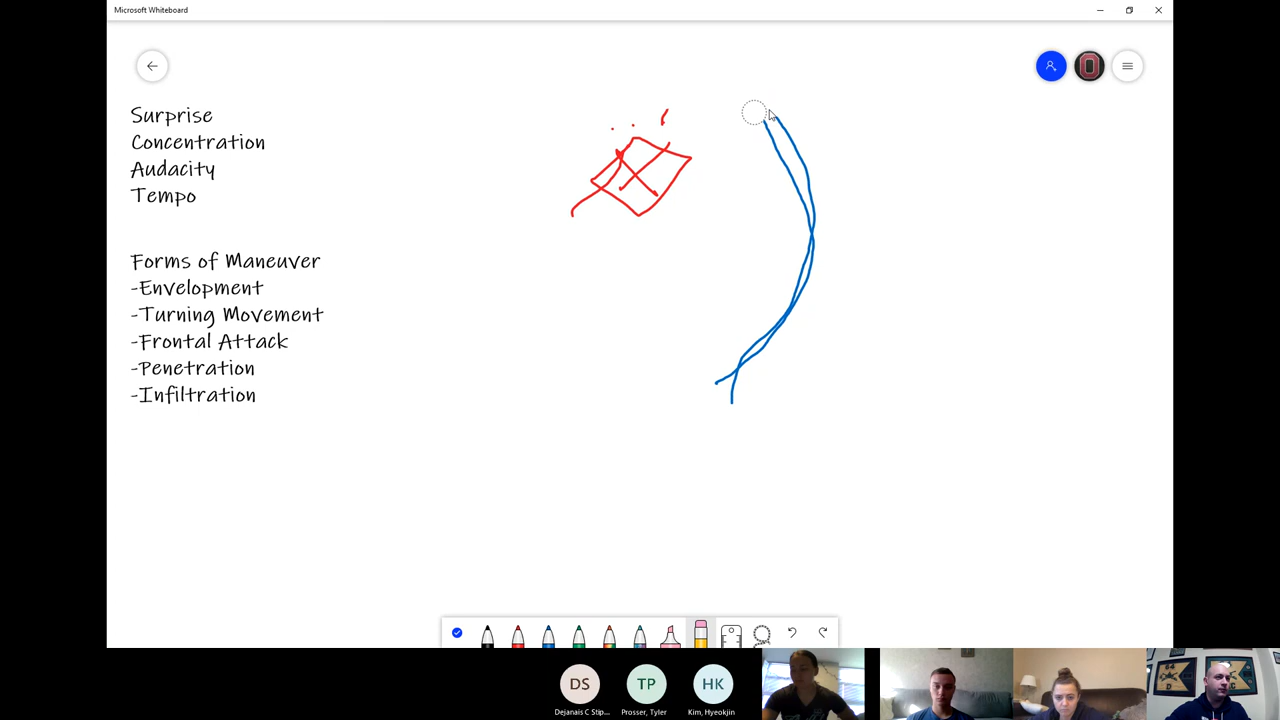 Microsoft Whiteboard
Surprise
Concentration
Audacity
Tempo
Forms of Maneuver
-Envelopment
-Turning Movement
-Frontal Attack
-Penetration
-Infiltration
DS
TP
HK
Dejanais C Stip...
Prosser, Tyler
Kim, Hyeokjin